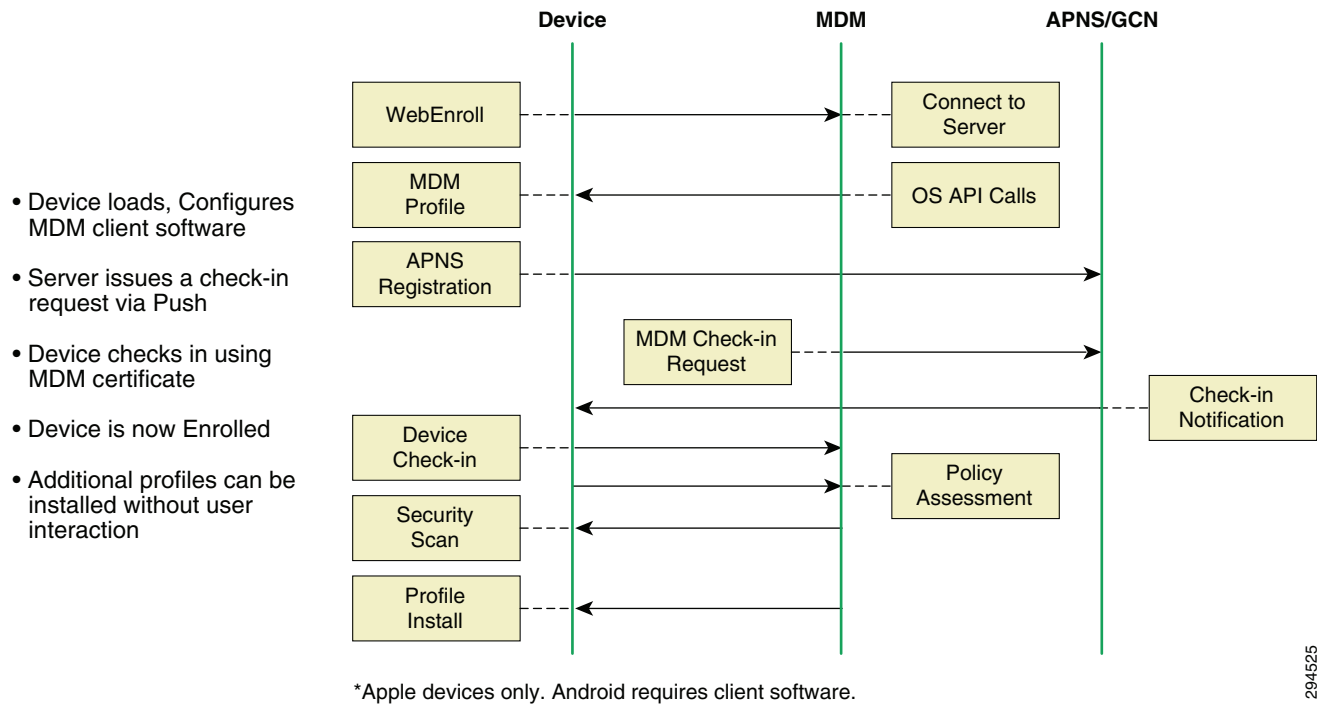 Device
MDM
APNS/GCN
WebEnroll
Connect to
Server
MDM
Profile
OS API Calls
• Device loads, Configures
MDM client software
APNS
Registration
• Server issues a check-in
request via Push
MDM Check-in
Request
• Device checks in using
MDM certificate
Check-in
Notification
• Device is now Enrolled
Device
Check-in
Policy
Assessment
• Additional profiles can be
installed without user
interaction
Security
Scan
Profile
Install
*Apple devices only. Android requires client software.
294525